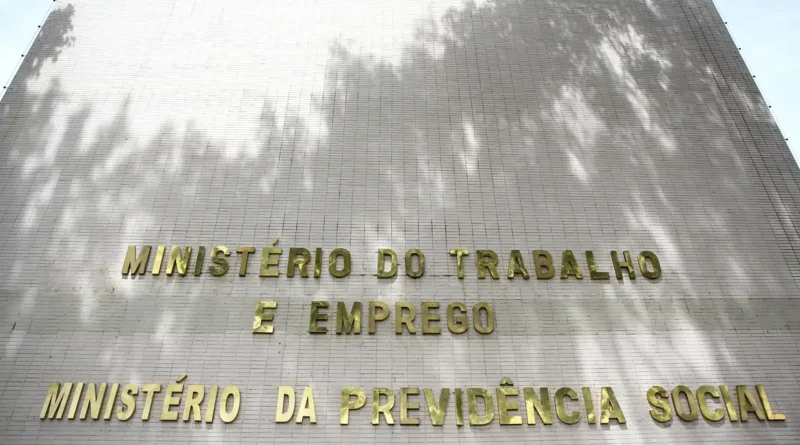 MINISTÉRIO DO TRABALHO
E EMPREGO
MINISTÉRIO DA PREVIDÊNCIA SOCIAL